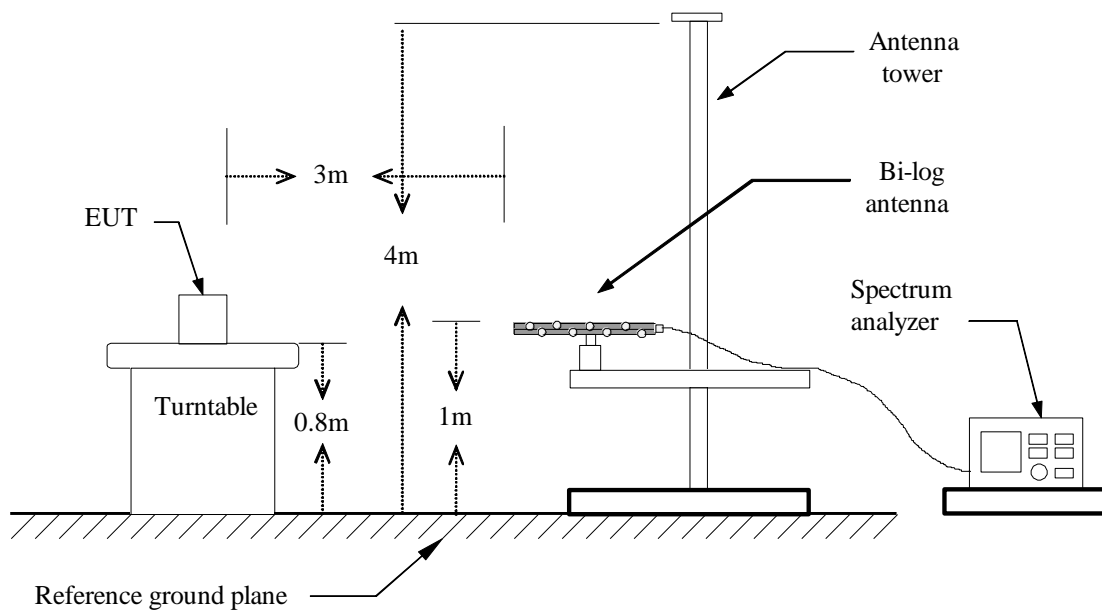 Antenna
tower
3m
Bi-log
antenna
EUT
4m
Spectrum
analyzer
Turntable
0.8m
1m
Reference ground plane